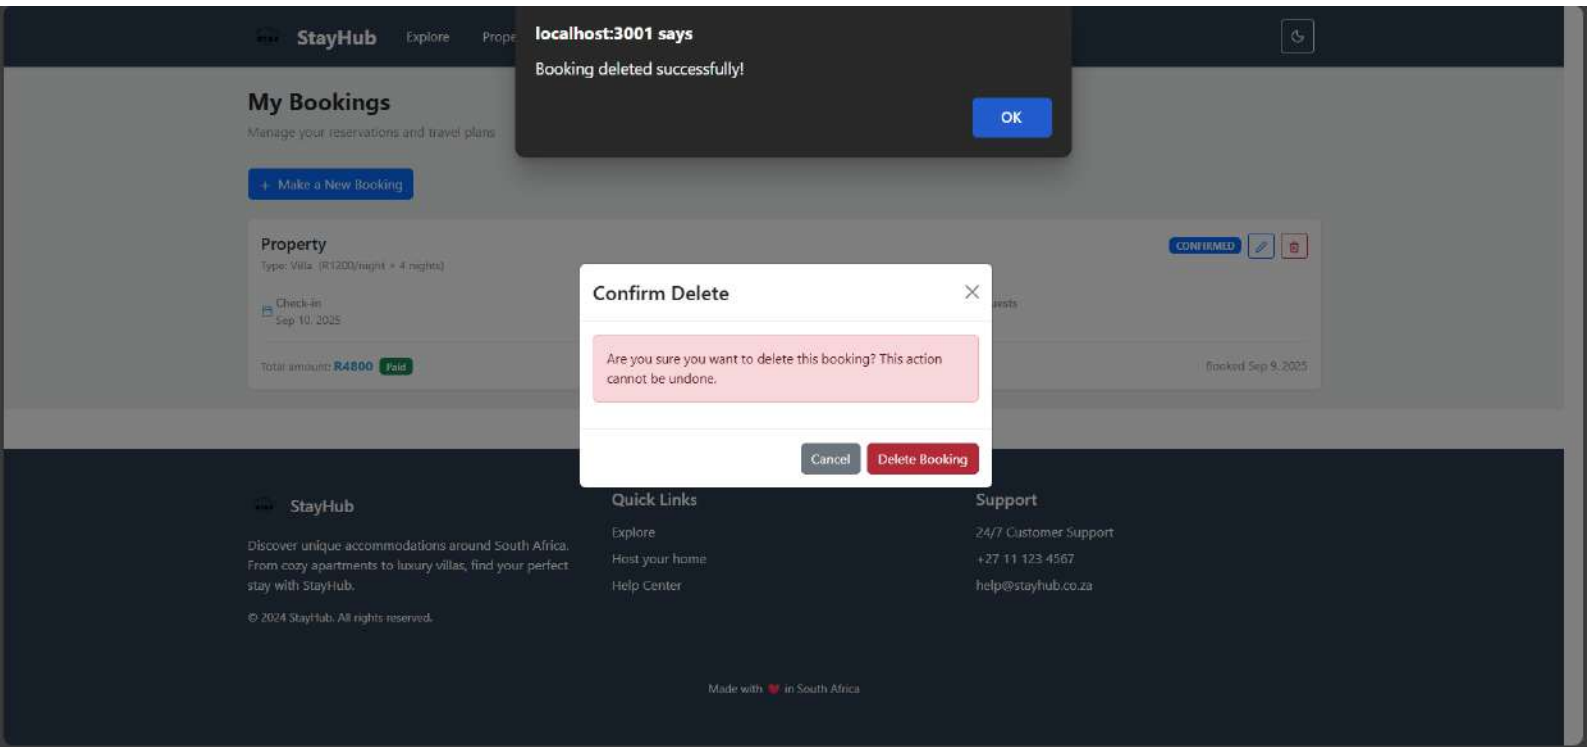 StayHub
Explore
Prope
localhost:3001 says
Booking deleted successfully!
OK
My Bookings
Manage your reservations and travel plans
+ Make a New Booking
Property
CONFIRMED
Type: Villa (R1200/night × 4 nights)
Confirm Delete
Check-in
Sep 10, 2025
uests
Are you sure you want to delete this booking? This action
cannot be undone.
Total amount: R4800 Paid
Booked Sep 9, 2025
Cancel
Delete Booking
StayHub
Discover unique accommodations around South Africa.
From cozy apartments to luxury villas, find your perfect
stay with StayHub.
© 2024 StayHub. All rights reserved.
Quick Links
Explore
Host your home
Help Center
Support
24/7 Customer Support
+27 11 123 4567
help@stayhub.co.za
Made with ❤ in South Africa